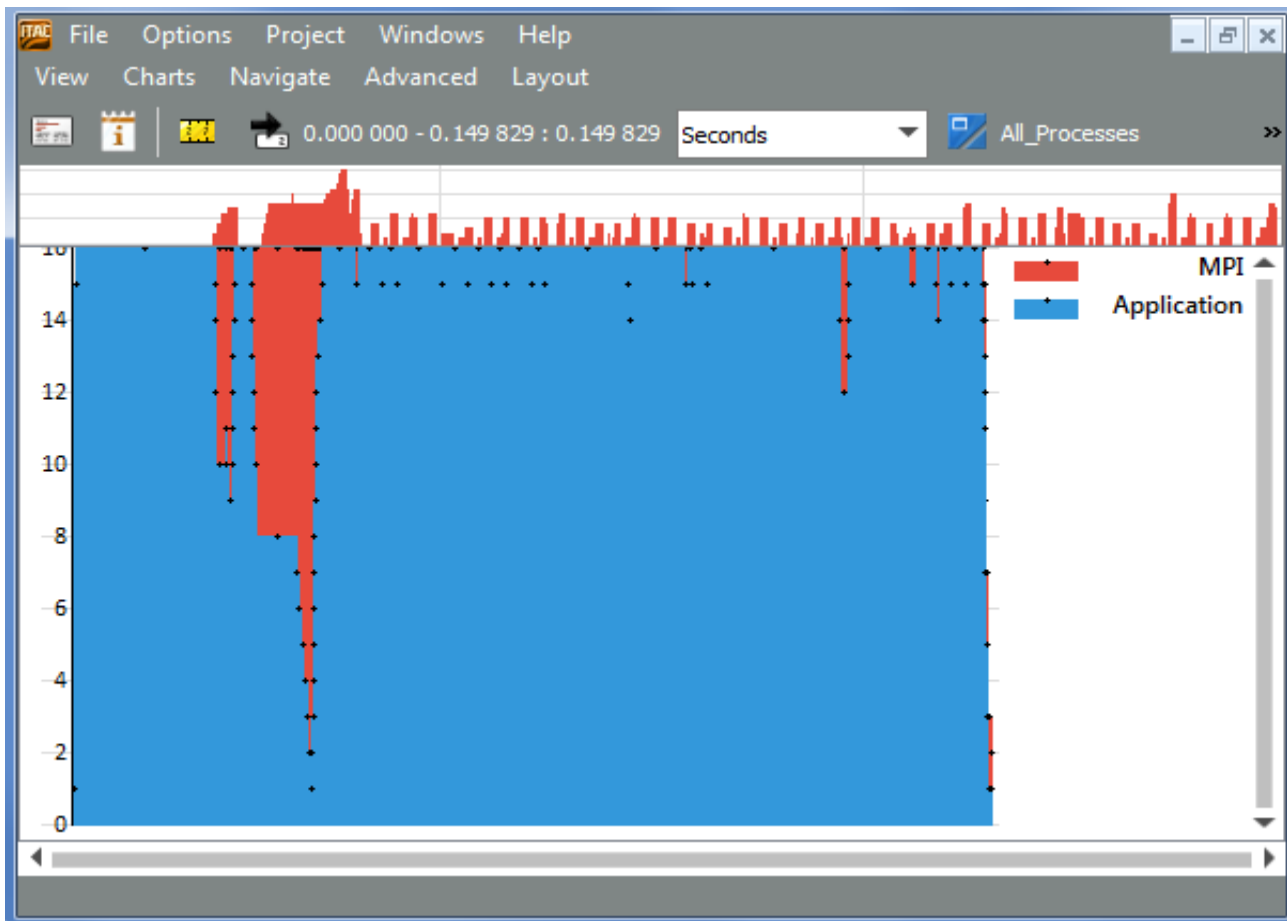 ITAC File Options Project Windows Help
View Charts Navigate Advanced Layout
0.000 000 - 0.149 829 : 0.149 829 Seconds All_Processes »
16
MPI
Application
14
12
10
8
6
4
2
0